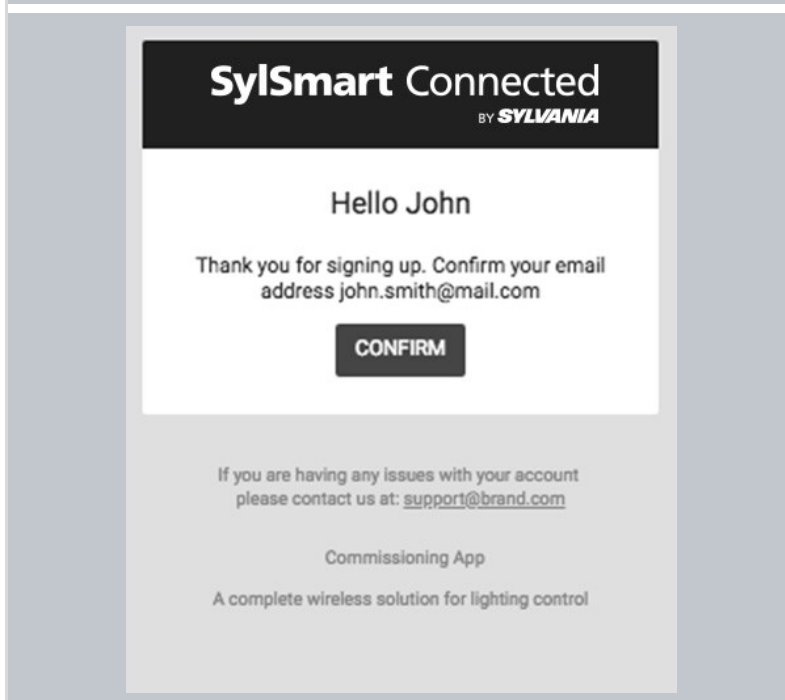 SylSmart Connected
BY SYLVANIA
Hello John
Thank you for signing up. Confirm your email
address john.smith@mail.com
CONFIRM
If you are having any issues with your account
please contact us at: support@brand.com
Commissioning App
A complete wireless solution for lighting control